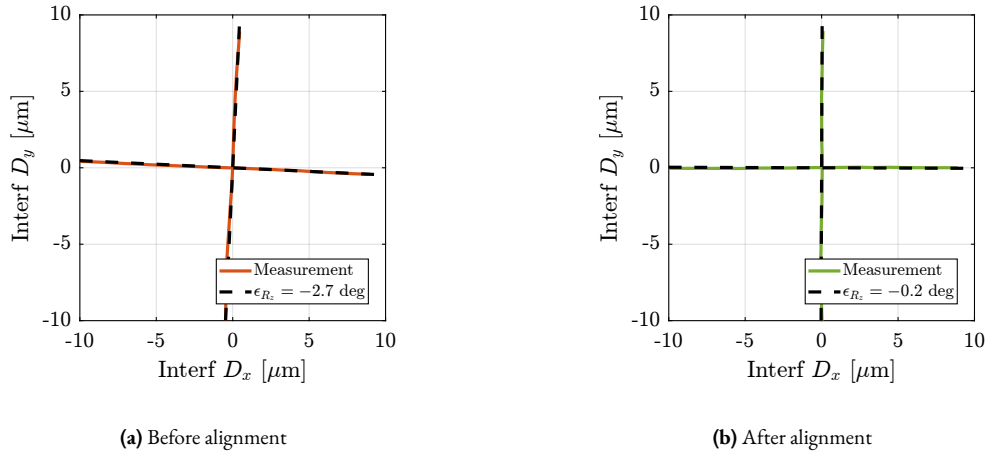 10
5
0
-5
-10
Interf D_y [μm]
Measurement
ϵ_{R_z} = −2.7 deg
-10 -5 0 5 10
Interf D_x [μm]
(a) Before alignment
10
5
0
-5
-10
Interf D_y [μm]
Measurement
ϵ_{R_z} = −0.2 deg
-10 -5 0 5 10
Interf D_x [μm]
(b) After alignment